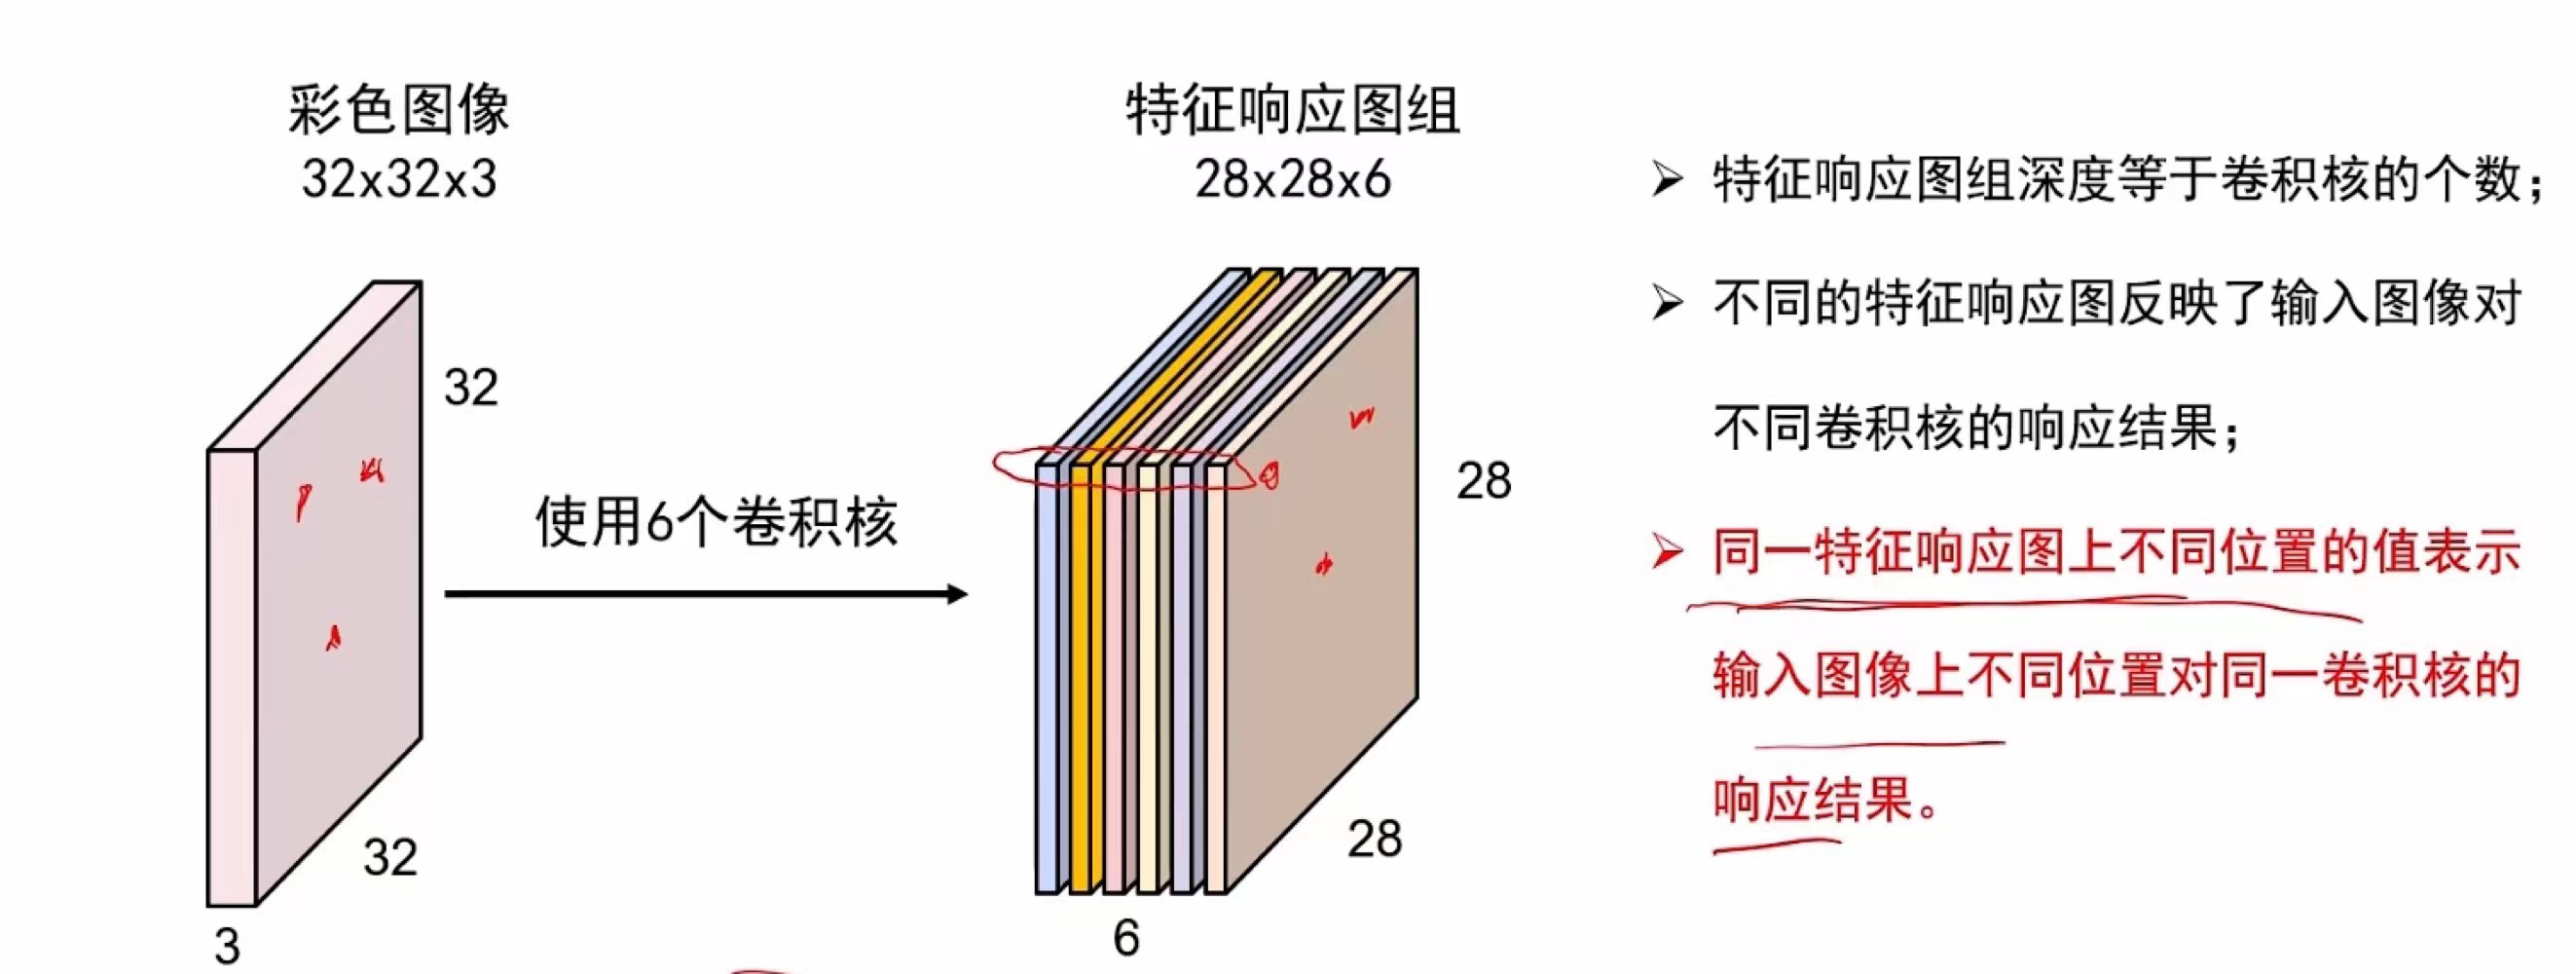 彩色图像
32x32x3
32
32
3
使用6个卷积核
特征响应图组
28x28x6
28
28
6
➢ 特征响应图组深度等于卷积核的个数；
➢ 不同的特征响应图反映了输入图像对
不同卷积核的响应结果；
➢ 同一特征响应图上不同位置的值表示
输入图像上不同位置对同一卷积核的
响应结果。